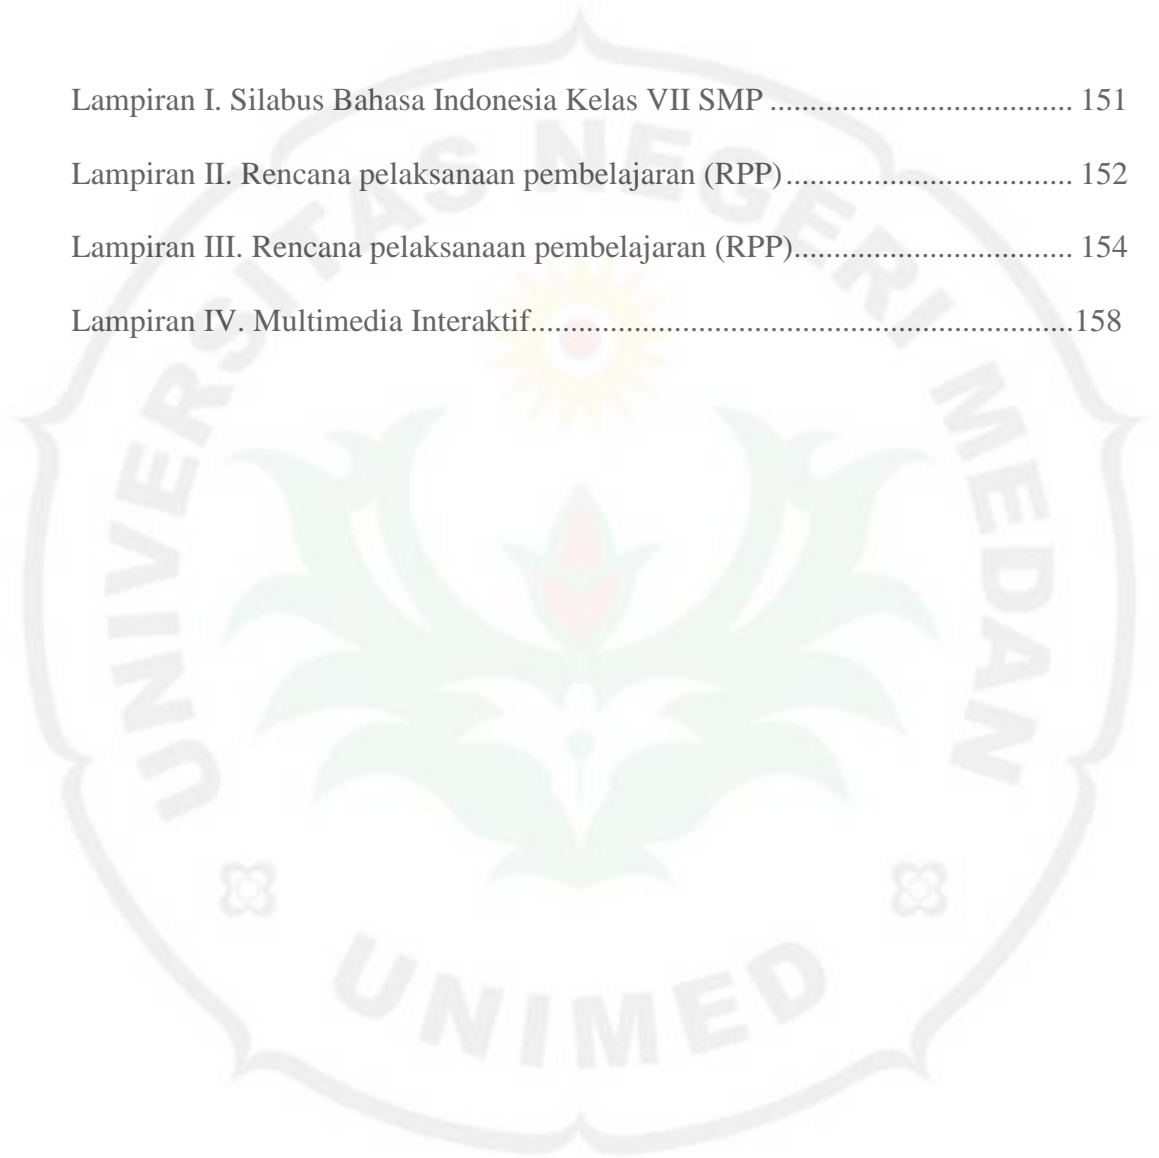 Lampiran I. Silabus Bahasa Indonesia Kelas VII SMP ..................................... 151
Lampiran II. Rencana pelaksanaan pembelajaran (RPP) ................................... 152
Lampiran III. Rencana pelaksanaan pembelajaran (RPP).................................. 154
Lampiran IV. Multimedia Interaktif..................................................................158
UNIVERSITAS NEGERI MEDAN
UNIMED